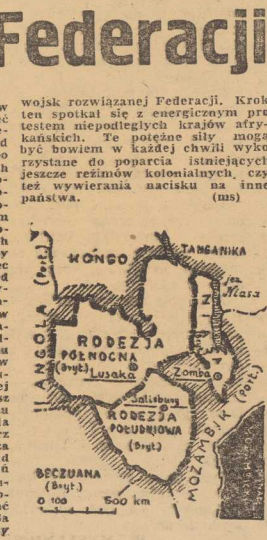 Federacji
wojsk rozwiązanej Federacji. Krok
ten spotkał się z energicznym pro
testem niepodległych krajów afry-
kańskich. Te potężne siły mogą
być bowiem w każdej chwili wyko
rzystane do poparcia istniejących
jeszcze reżimów kolonialnych, czy
też wywierania nacisku na inne
państwa. (ms)
KONGO
TANGANIKA
jez.
Niasa
ANGOLA (Port.)
RODEZJA
PÓŁNOCNA
(Bryt.)
Lusaka
Zomba
Salisbury
RODEZJA
POŁUDNIOWA
(Bryt.)
MOZAMBIK (Port.)
BECZUANA
(Bryt.)
0 100 500 km